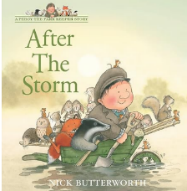 A PERCY THE PARK KEEPER STORY
After
The
Storm
NICK BUTTERWORTH